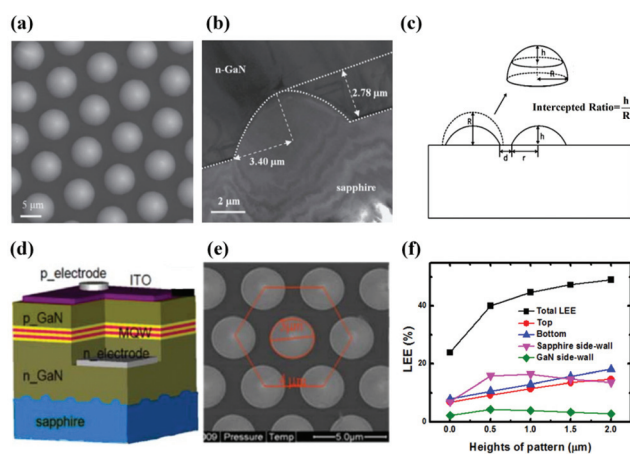 (a)
5 μm
(b)
n-GaN
2.78 μm
3.40 μm
sapphire
2 μm
(c)
h
R
Intercepted Ratio=h/R
R
h
d
r
(d)
p_electrode
ITO
p_GaN
MQW
n_electrode
n_GaN
sapphire
(e)
009 Pressure Temp
5.0μm
(f)
LEE (%)
40
20
0
Total LEE
Top
Bottom
Sapphire side-wall
GaN side-wall
0.0 0.5 1.0 1.5 2.0
Heights of pattern (μm)